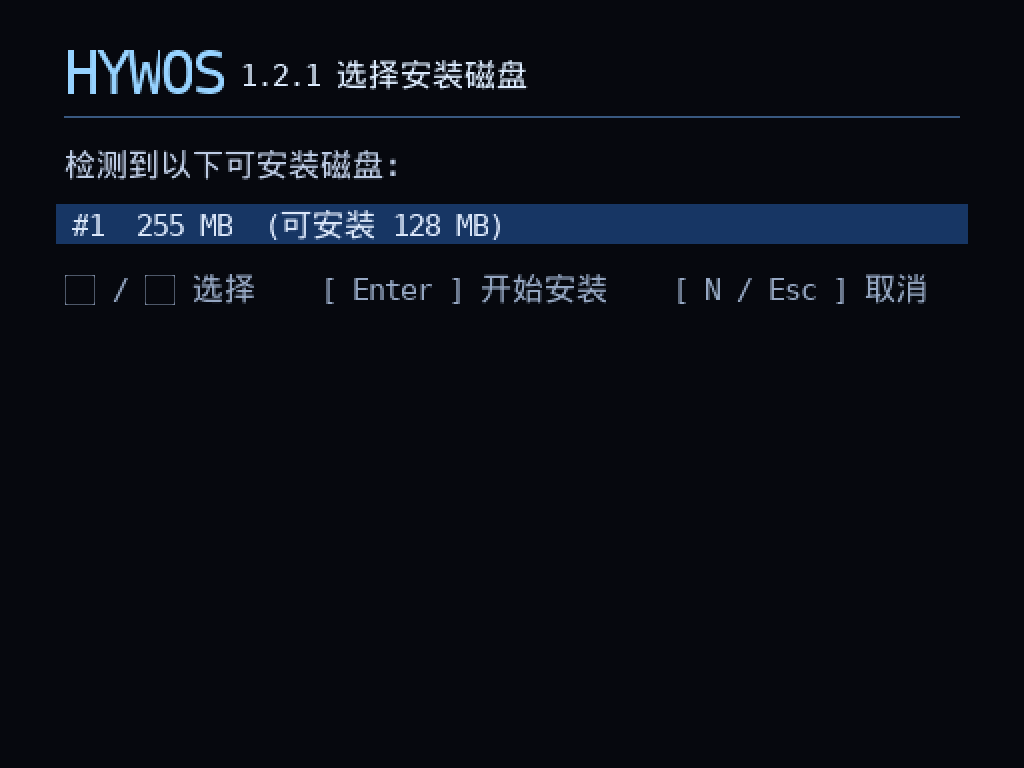 HYWOS 1.2.1 选择安装磁盘
检测到以下可安装磁盘:
#1 255 MB (可安装 128 MB)
□ / □ 选择 [ Enter ] 开始安装 [ N / Esc ] 取消